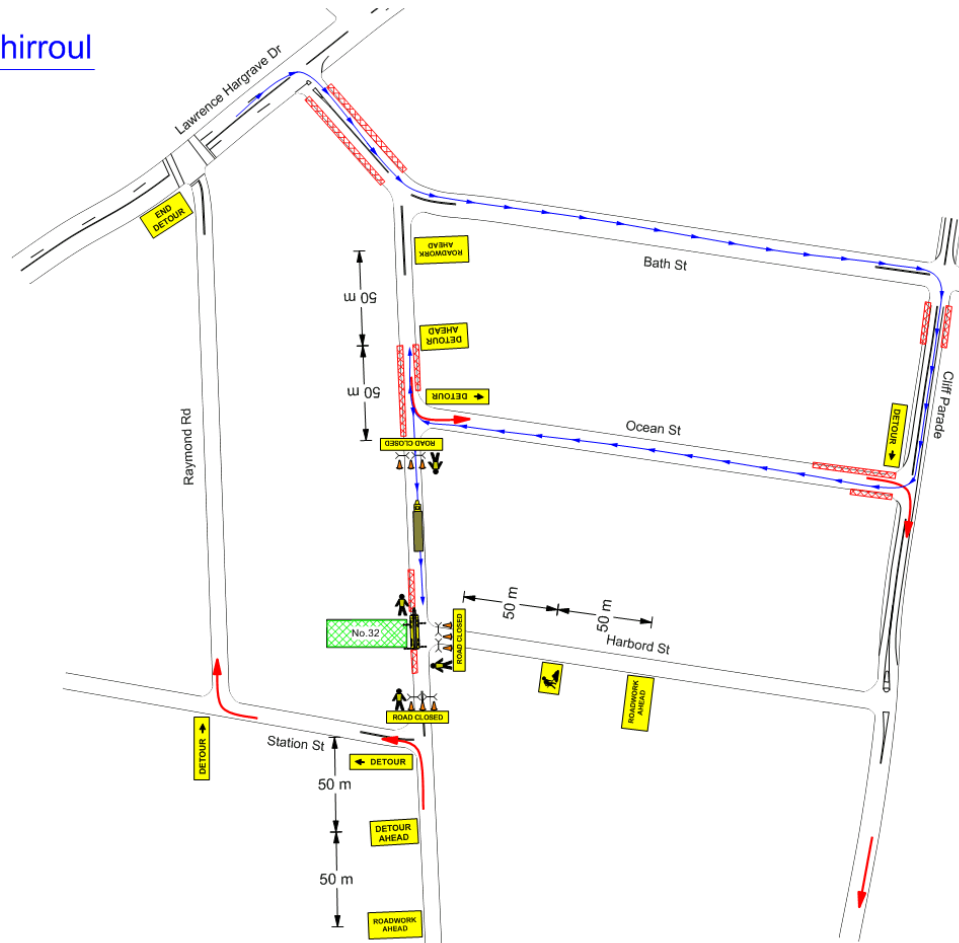 hirroul
Lawrence Hargrave Dr
END
DETOUR
ROADWORK
AHEAD
Bath St
50 m
DETOUR
AHEAD
50 m
DETOUR
Cliff Parade
DETOUR
Ocean St
Raymond Rd
ROAD CLOSED
50 m
50 m
No.32
ROAD CLOSED
Harbord St
ROADWORK
AHEAD
ROAD CLOSED
DETOUR
Station St
DETOUR
50 m
DETOUR
AHEAD
50 m
ROADWORK
AHEAD